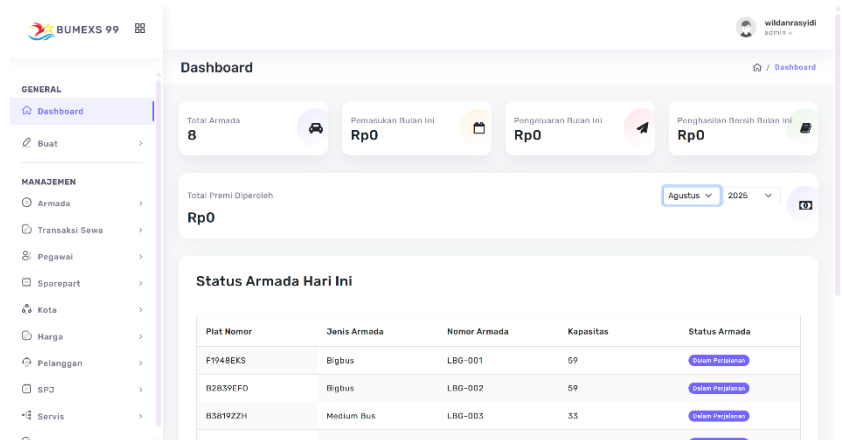 BUMEXS 99
wildanrasyidi
admin
Dashboard
/ Dashboard
GENERAL
Dashboard
Buat
MANAJEMEN
Armada
Transaksi Sewa
Pegawai
Sparepart
Kota
Harga
Pelanggan
SPJ
Servis
Total Armada
8
Pemasukan Bulan Ini
Rp0
Pengeluaran Bulan Ini
Rp0
Penghasilan Bersih Bulan Ini
Rp0
Total Premi Diperoleh
Rp0
Agustus
2025
Status Armada Hari Ini
Plat Nomor Jenis Armada Nomor Armada Kapasitas Status Armada
F1948EKS Bigbus LBG-001 59 Dalam Perjalanan
B2839EFO Bigbus LBG-002 59 Dalam Perjalanan
B3819ZZH Medium Bus LBG-003 33 Dalam Perjalanan